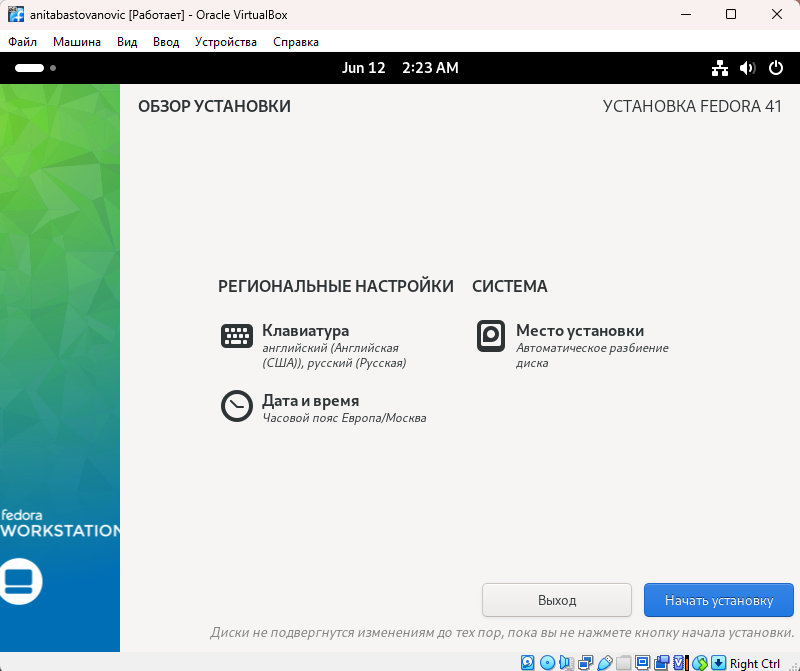 anitabastovanovic [Работает] - Oracle VirtualBox
Файл Машина Вид Ввод Устройства Справка
Jun 12 2:23 AM
ОБЗОР УСТАНОВКИ
УСТАНОВКА FEDORA 41
РЕГИОНАЛЬНЫЕ НАСТРОЙКИ
Клавиатура
английский (Английская
(США)), русский (Русская)
Дата и время
Часовой пояс Европа/Москва
СИСТЕМА
Место установки
Автоматическое разбиение
диска
fedora
WORKSTATION
Выход
Начать установку
Диски не подвергнутся изменениям до тех пор, пока вы не нажмете кнопку начала установки.
Right Ctrl